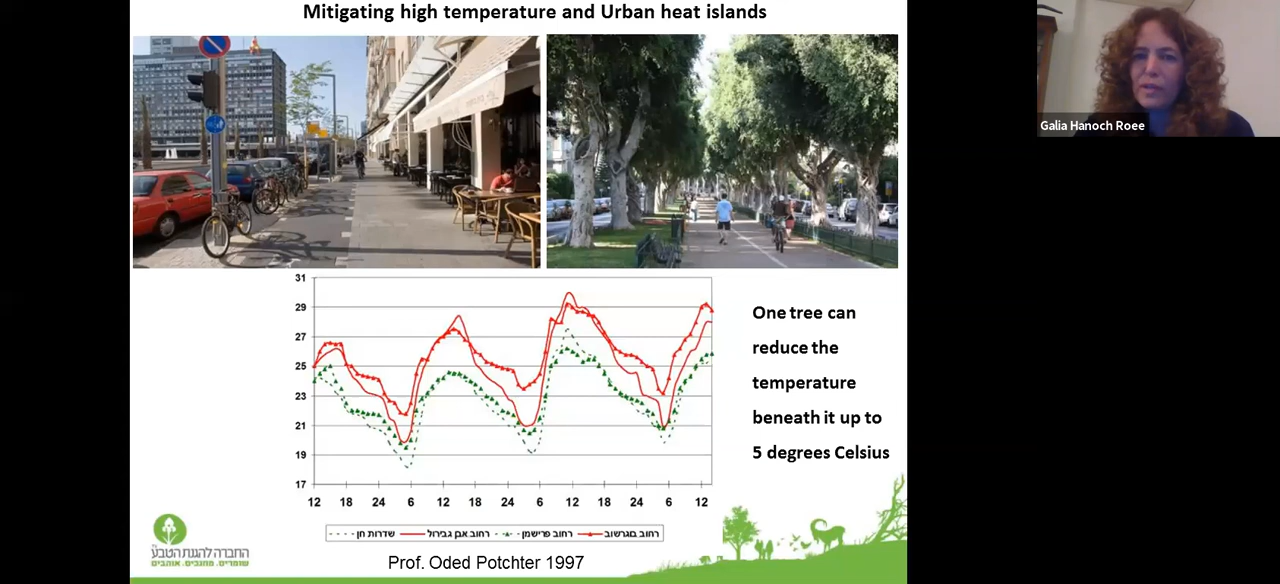 Mitigating high temperature and Urban heat islands
Galia Hanoch Roee
31
29
27
25
23
21
19
17
12 18 24 6 12 18 24 6 12 18 24 6 12
One tree can
reduce the
temperature
beneath it up to
5 degrees Celsius
רחוב בוגרשוב רחוב פרישמן רחוב אבן גבירול שדרות חן
Prof. Oded Potchter 1997
החברה להגנת הטבע
שומרים. מחנכים. אוהבים.